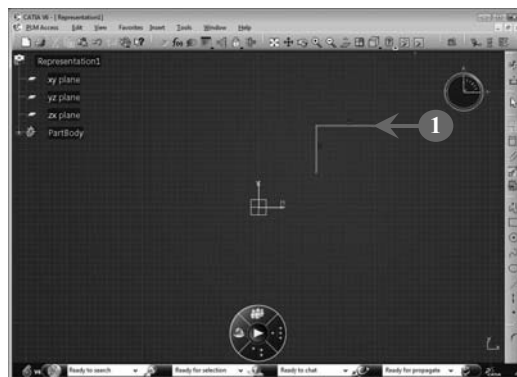 CATIA V6 - [Representation1]
PLM Access Edit View Favorites Insert Tools Window Help
Representation1
xy plane
yz plane
zx plane
PartBody
1
V
H
Ready to search Ready for selection Ready to chat Ready for propagate